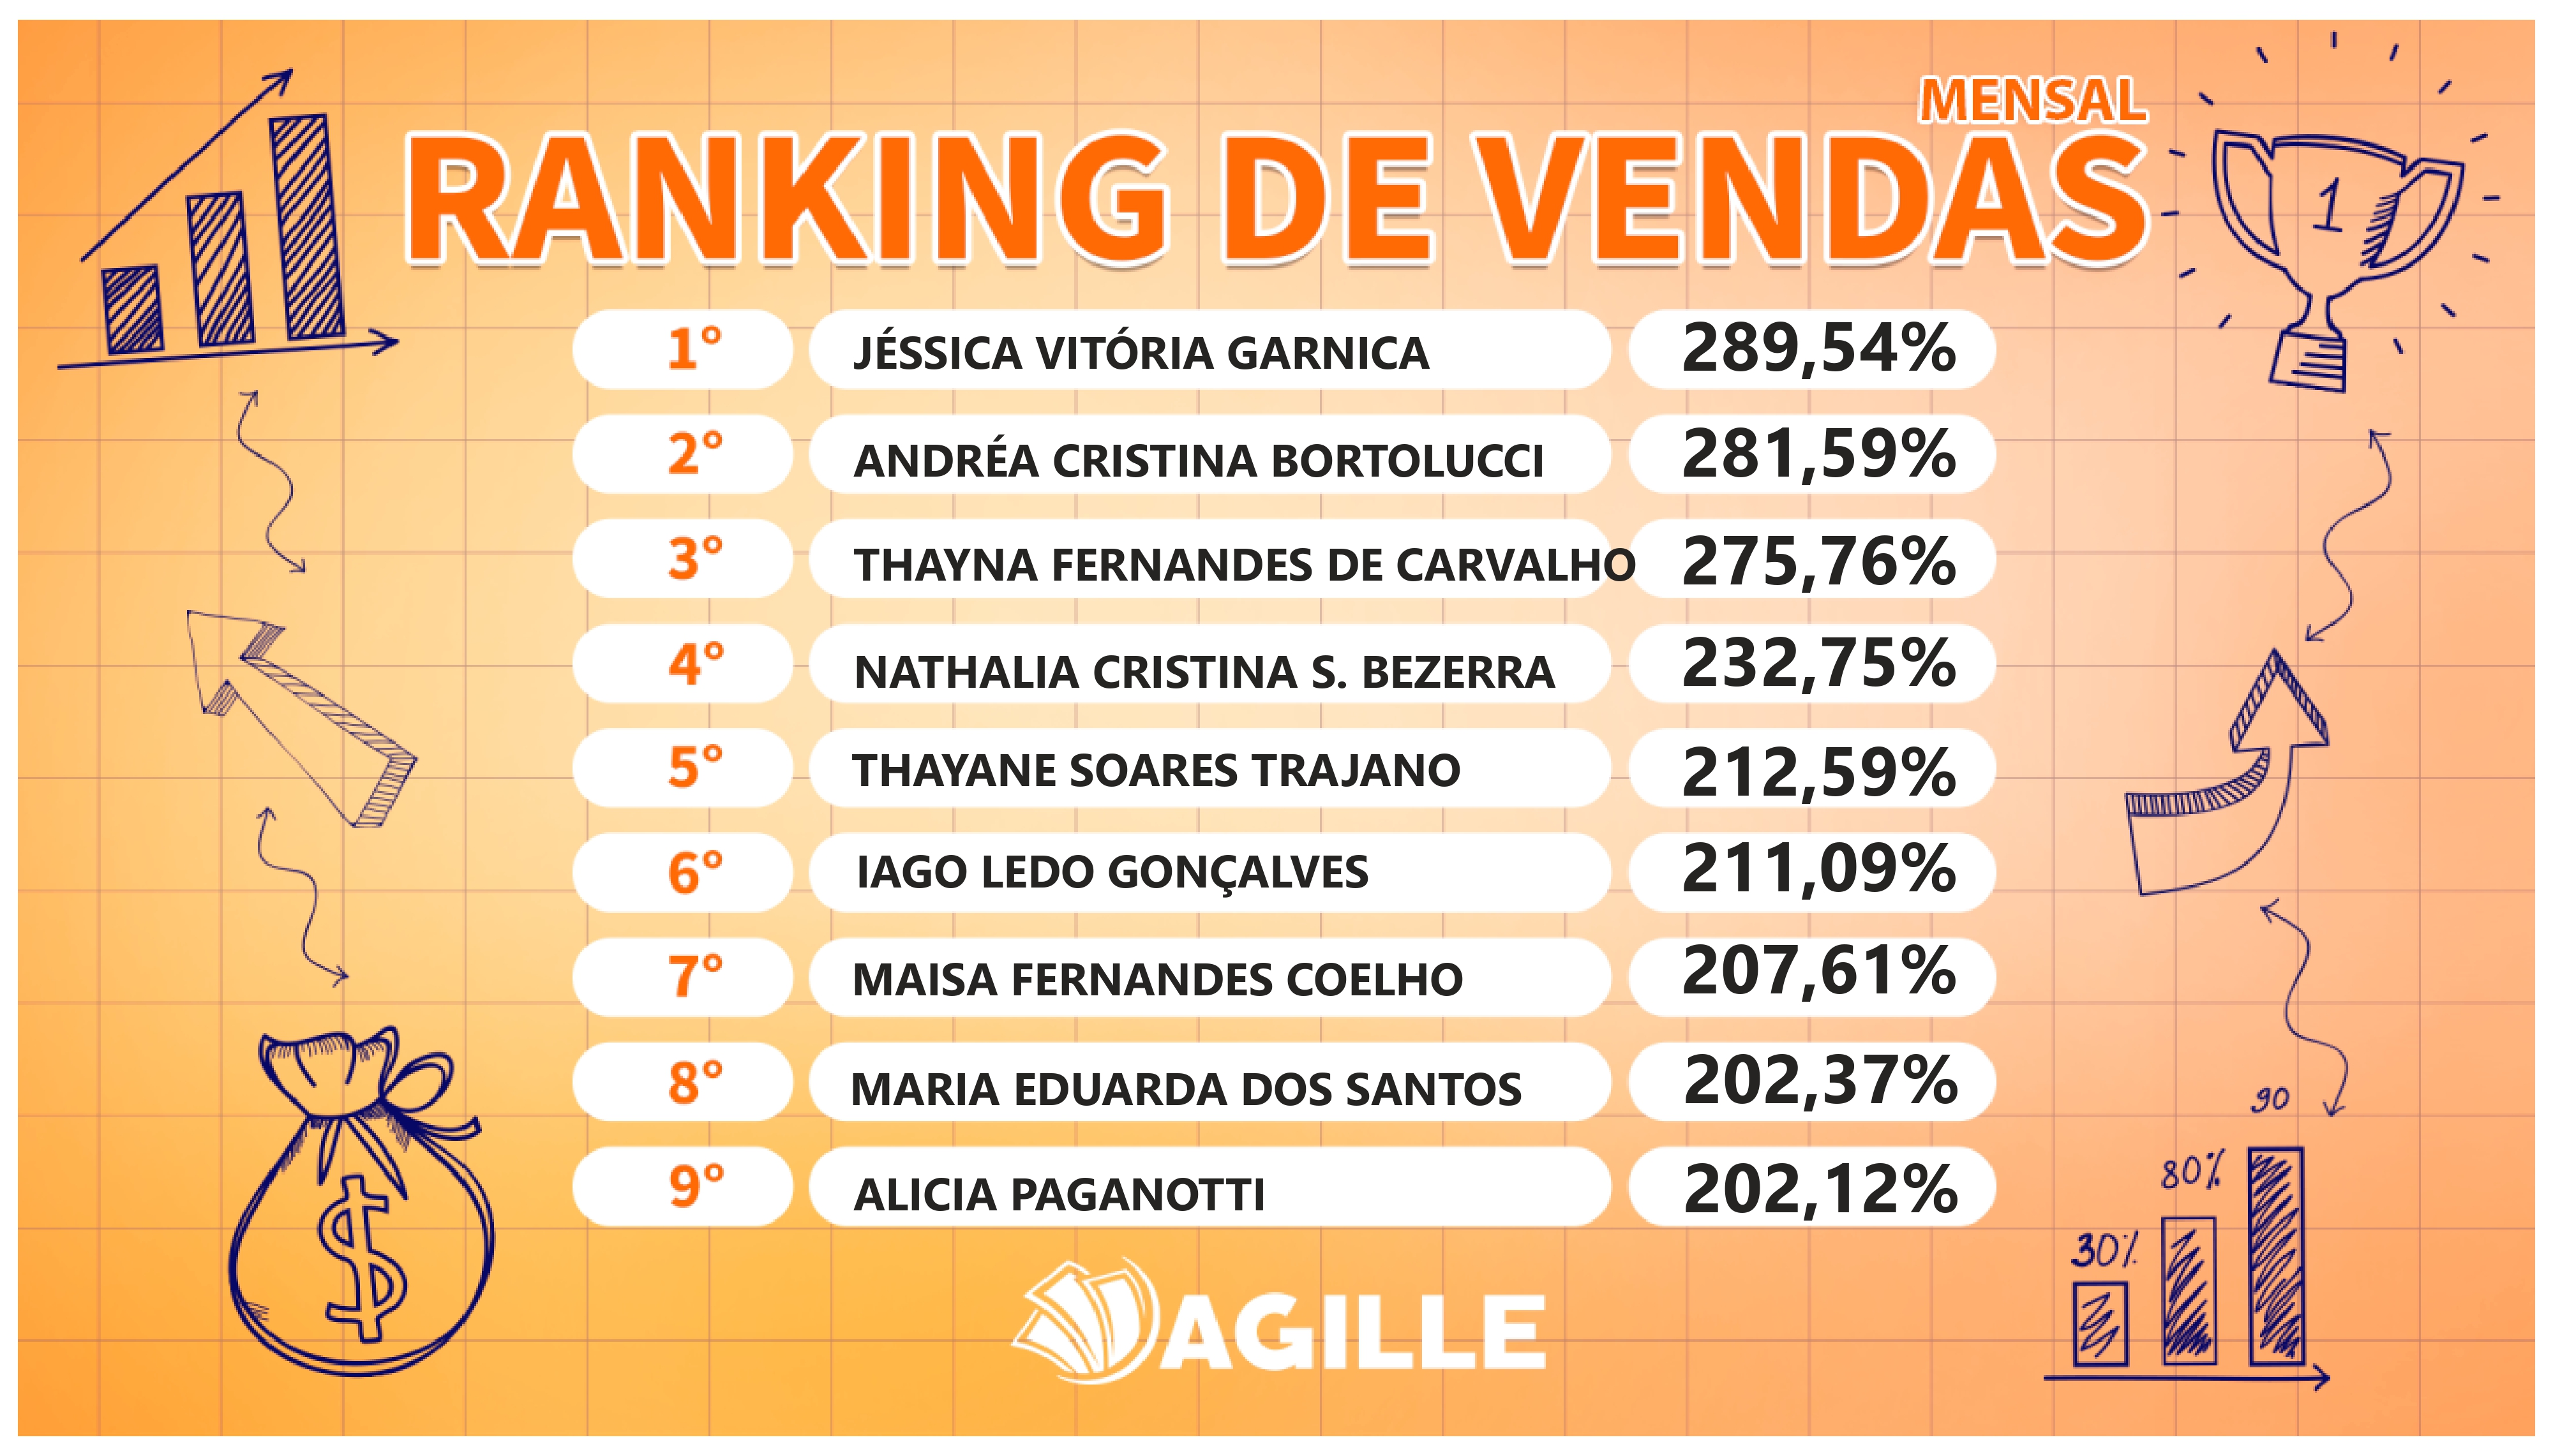 MENSAL
RANKING DE VENDAS
1° JÉSSICA VITÓRIA GARNICA 289,54%
2° ANDRÉA CRISTINA BORTOLUCCI 281,59%
3° THAYNA FERNANDES DE CARVALHO 275,76%
4° NATHALIA CRISTINA S. BEZERRA 232,75%
5° THAYANE SOARES TRAJANO 212,59%
6° IAGO LEDO GONÇALVES 211,09%
7° MAISA FERNANDES COELHO 207,61%
8° MARIA EDUARDA DOS SANTOS 202,37%
9° ALICIA PAGANOTTI 202,12%
AGILLE
1
$
90
80%
30%